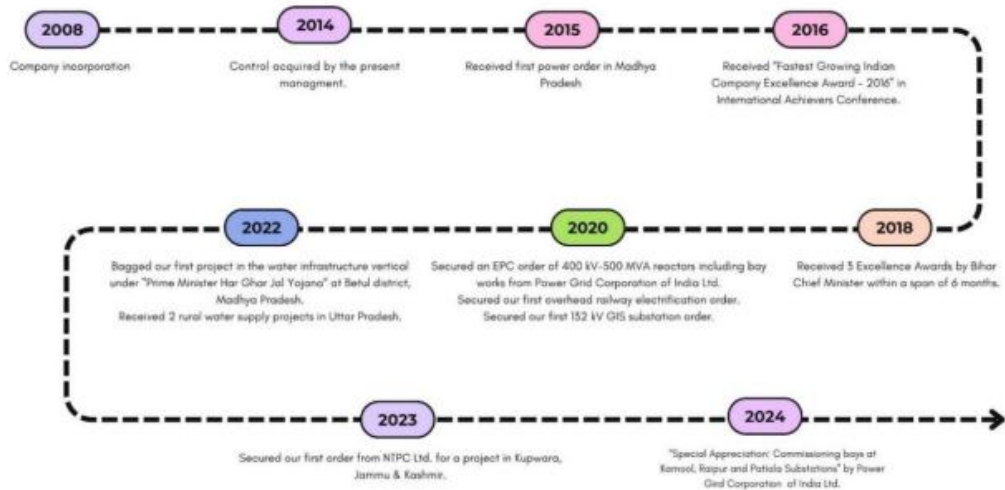 2008
Company incorporation
2014
Control acquired by the present
managment.
2015
Received first power order in Madhya
Pradesh
2016
Received "Fastest Growing Indian
Company Excellence Award - 2016" in
International Achievers Conference.
2022
Bagged our first project in the water infrastructure vertical
under "Prime Minister Har Ghar Jal Yojana" at Betul district,
Madhya Pradesh.
Received 2 rural water supply projects in Uttar Pradesh.
2020
Secured an EPC order of 400 kV-500 MVA reactors including bay
works from Power Grid Corporation of India Ltd.
Secured our first overhead railway electrification order.
Secured our first 132 kV GIS substation order.
2018
Received 3 Excellence Awards by Bihar
Chief Minister within a span of 6 months.
2023
Secured our first order from NTPC Ltd. for a project in Kupwara,
Jammu & Kashmir.
2024
"Special Appreciation: Commissioning bays at
Karnool, Raipur and Patiala Substations" by Power
Gird Corporation of India Ltd.